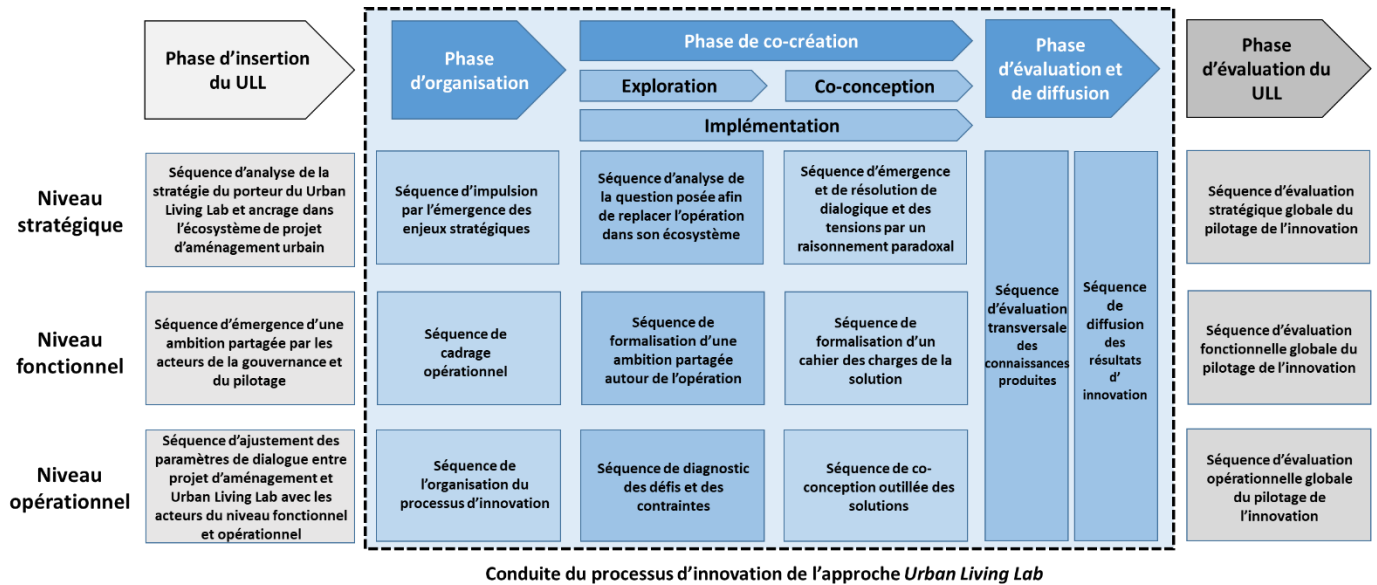 Phase d'insertion
du ULL
Phase
d'organisation
Phase de co-création
Exploration
Co-conception
Implémentation
Phase
d'évaluation et
de diffusion
Phase
d'évaluation du
ULL
Niveau
stratégique
Séquence d'analyse de la
stratégie du porteur du Urban
Living Lab et ancrage dans
l'écosystème de projet
d'aménagement urbain
Séquence d'impulsion
par l'émergence des
enjeux stratégiques
Séquence d'analyse de
la question posée afin
de replacer l'opération
dans son écosystème
Séquence d'émergence
et de résolution de
dialogique et des
tensions par un
raisonnement paradoxal
Séquence d'évaluation
stratégique globale du
pilotage de l'innovation
Niveau
fonctionnel
Séquence d'émergence d'une
ambition partagée par les
acteurs de la gouvernance et
du pilotage
Séquence de
cadrage
opérationnel
Séquence de
formalisation d'une
ambition partagée
autour de l'opération
Séquence de
formalisation d'un
cahier des charges de la
solution
Séquence
d'évaluation
transversale
des
connaissances
produites
Séquence
de
diffusion
des
résultats
d'
innovation
Séquence d'évaluation
fonctionnelle globale du
pilotage de l'innovation
Niveau
opérationnel
Séquence d'ajustement des
paramètres de dialogue entre
projet d'aménagement et
Urban Living Lab avec les
acteurs du niveau fonctionnel
et opérationnel
Séquence de
l'organisation du
processus d'innovation
Séquence de diagnostic
des défis et des
contraintes
Séquence de co-
conception outillée des
solutions
Séquence d'évaluation
opérationnelle globale
du pilotage de
l'innovation
Conduite du processus d'innovation de l'approche Urban Living Lab